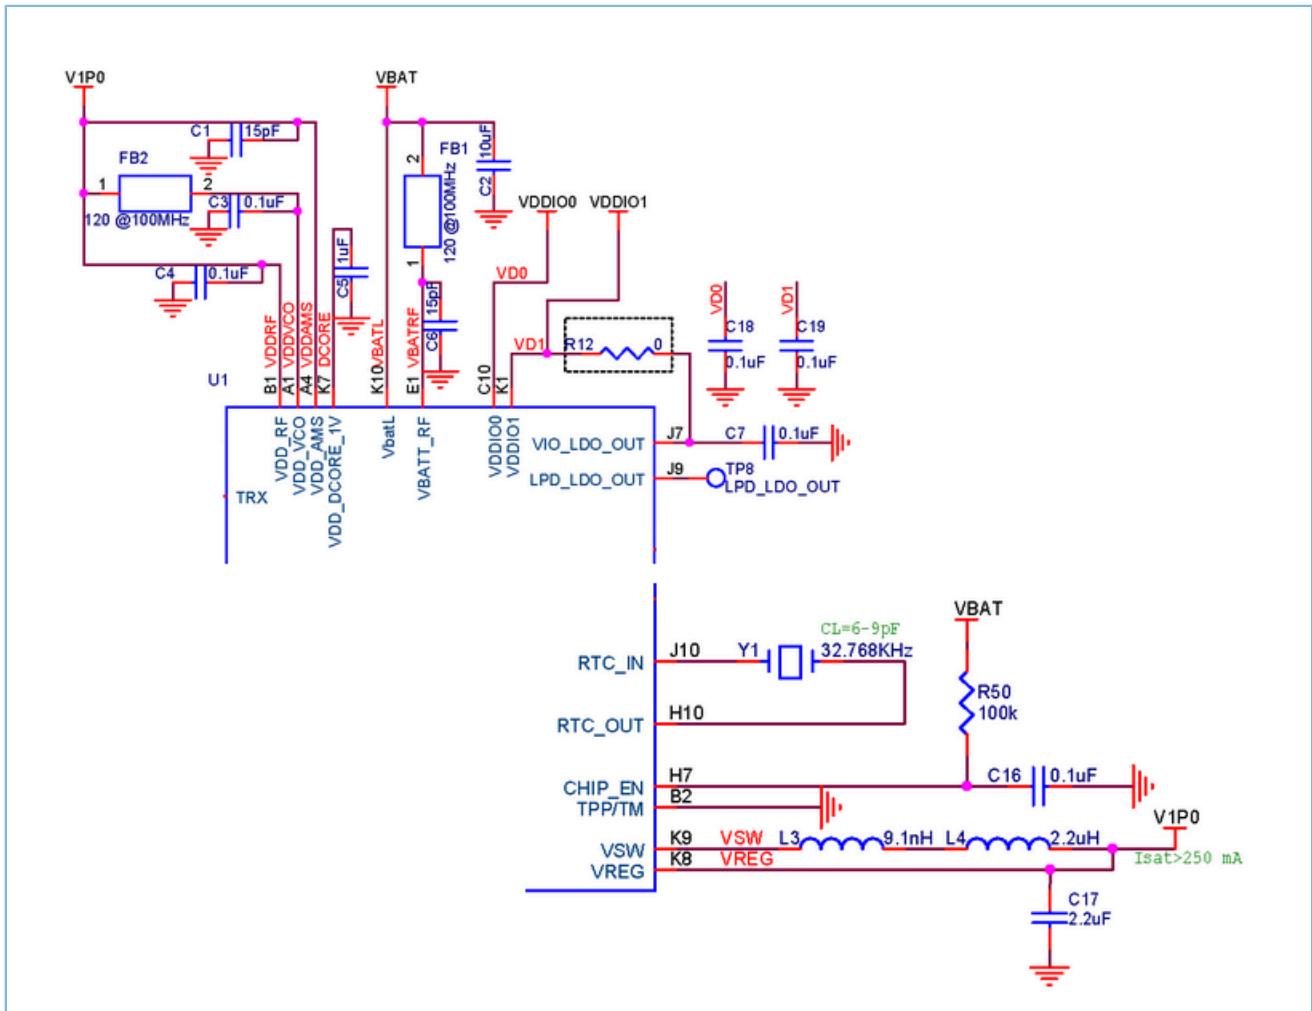 V1P0
VBAT
C1 15pF
FB2
1 2
120 @100MHz
C3 0.1uF
C4 0.1uF
1uF
C5
2
FB1
120 @100MHz
1
10uF
C2
15pF
C6
VDDIO0 VDDIO1
VD0
VD1
R12 0
VD0 VD1
C18 C19
0.1uF 0.1uF
U1
B1 VDDRF
A1 VDDVCO
A4 VDDAMS
K7 DCORE
K10 VBATL
E1 VBATRF
C10
K1
VDD_RF
VDD_VCO
VDD_AMS
VDD_DCORE_1V
VbatL
VBATT_RF
VDDIO0
VDDIO1
TRX
VIO_LDO_OUT J7 C7 0.1uF
LPD_LDO_OUT J9 TP8
LPD_LDO_OUT
VBAT
CL=6-9pF
RTC_IN J10 Y1 32.768KHz
R50
100k
RTC_OUT H10
CHIP_EN H7 C16 0.1uF
TPP/TM B2
V1P0
VSW K9 VSW L3 9.1nH L4 2.2uH
VREG K8 VREG Isat>250 mA
C17
2.2uF